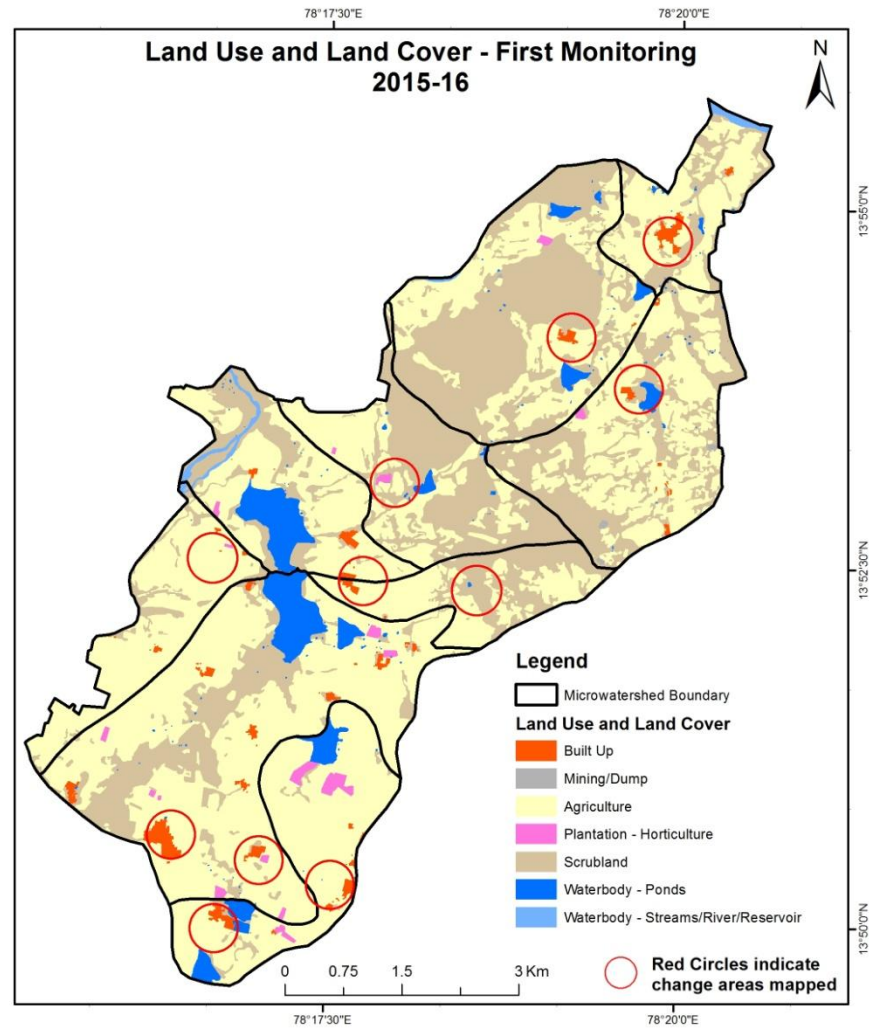 78°17'30"E
78°20'0"E
Land Use and Land Cover - First Monitoring
2015-16
N
13°55'0"N
13°52'30"N
Legend
Microwatershed Boundary
Land Use and Land Cover
Built Up
Mining/Dump
Agriculture
Plantation - Horticulture
Scrubland
Waterbody - Ponds
Waterbody - Streams/River/Reservoir
13°50'0"N
0 0.75 1.5 3 Km
Red Circles indicate
change areas mapped
78°17'30"E
78°20'0"E